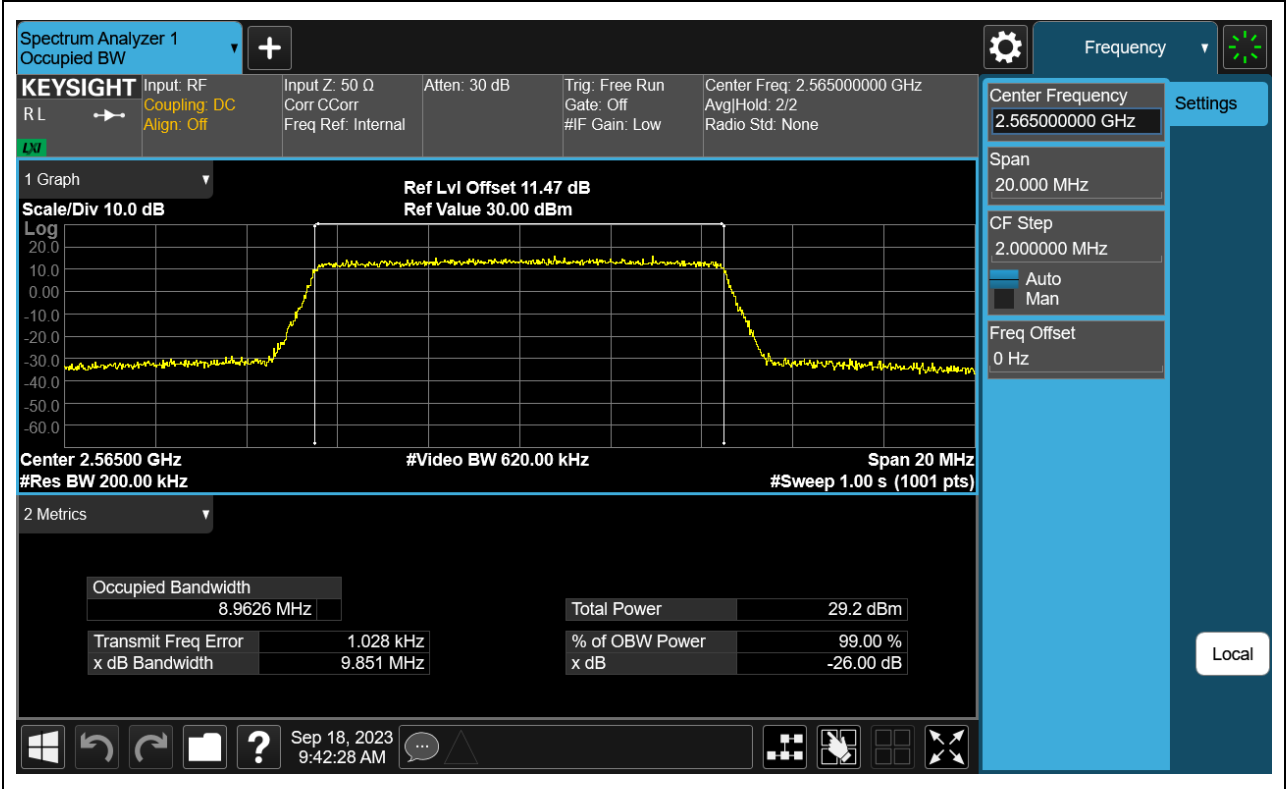 Spectrum Analyzer 1
Occupied BW
Frequency
KEYSIGHT
R L
LXI
Input: RF
Coupling: DC
Align: Off
Input Z: 50 Ω
Corr CCorr
Freq Ref: Internal
Atten: 30 dB
Trig: Free Run
Gate: Off
#IF Gain: Low
Center Freq: 2.565000000 GHz
Avg|Hold: 2/2
Radio Std: None
Center Frequency
2.565000000 GHz
Settings
Span
20.000 MHz
CF Step
2.000000 MHz
Auto
Man
Freq Offset
0 Hz
Local
1 Graph
Scale/Div 10.0 dB
Ref Lvl Offset 11.47 dB
Ref Value 30.00 dBm
Log
20.0
10.0
0.00
-10.0
-20.0
-30.0
-40.0
-50.0
-60.0
Center 2.56500 GHz
#Video BW 620.00 kHz
Span 20 MHz
#Res BW 200.00 kHz
#Sweep 1.00 s (1001 pts)
2 Metrics
Occupied Bandwidth
8.9626 MHz
Total Power 29.2 dBm
Transmit Freq Error 1.028 kHz
% of OBW Power 99.00 %
x dB Bandwidth 9.851 MHz
x dB -26.00 dB
?
Sep 18, 2023
9:42:28 AM